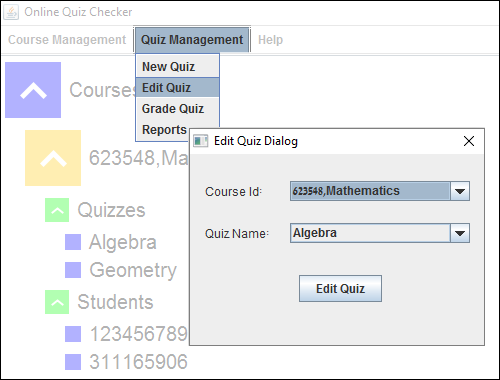 Online Quiz Checker
Course Management Quiz Management Help
New Quiz
Edit Quiz
Grade Quiz
Reports
Courses
623548,Ma
Quizzes
Algebra
Geometry
Students
123456789
311165906
Edit Quiz Dialog
Course Id:
623548,Mathematics
Quiz Name:
Algebra
Edit Quiz